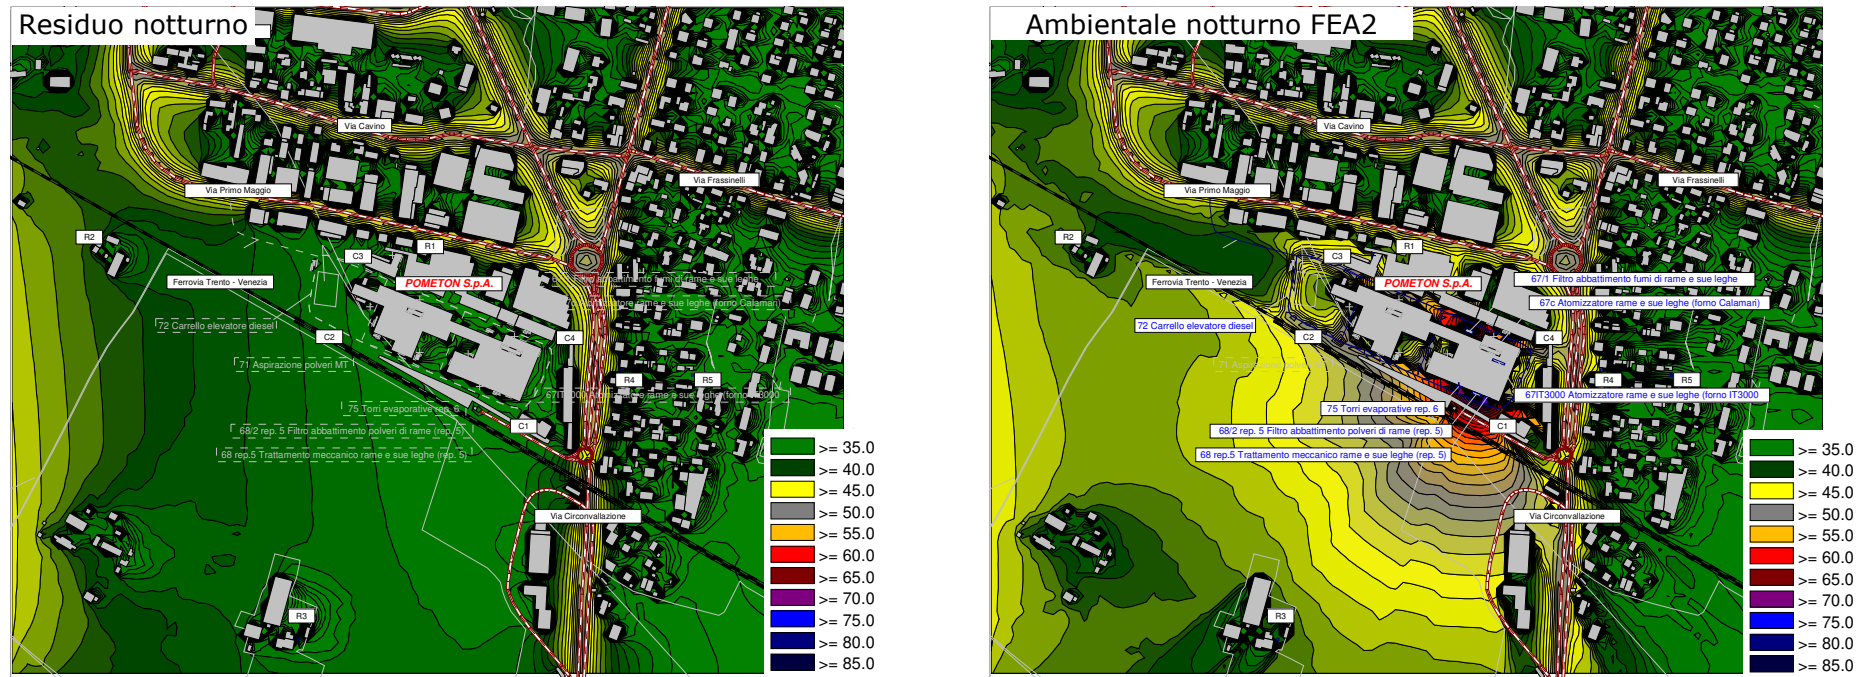 Residuo notturno
Via Cavino
Via Primo Maggio
Via Frassinelli
R2
R1
C3
Ferrovia Trento - Venezia
POMETON S.p.A.
72 Carrello elevatore diesel
C2
C4
71 Aspirazione polveri MT
R4
R5
75 Torri evaporative rep. 6
68/2 rep. 5 Filtro abbattimento polveri di rame (rep. 5)
C1
68 rep.5 Trattamento meccanico rame e sue leghe (rep. 5)
Via Circonvallazione
R3
>= 35.0
>= 40.0
>= 45.0
>= 50.0
>= 55.0
>= 60.0
>= 65.0
>= 70.0
>= 75.0
>= 80.0
>= 85.0
Ambientale notturno FEA2
Via Cavino
Via Primo Maggio
Via Frassinelli
R2
R1
C3
Ferrovia Trento - Venezia
POMETON S.p.A.
67/1 Filtro abbattimento fumi di rame e sue leghe
67c Atomizzatore rame e sue leghe (forno Calamari)
72 Carrello elevatore diesel
C2
C4
R4
R5
67IT3000 Atomizzatore rame e sue leghe (forno IT3000
75 Torri evaporative rep. 6
68/2 rep. 5 Filtro abbattimento polveri di rame (rep. 5)
C1
68 rep.5 Trattamento meccanico rame e sue leghe (rep. 5)
Via Circonvallazione
R3
>= 35.0
>= 40.0
>= 45.0
>= 50.0
>= 55.0
>= 60.0
>= 65.0
>= 70.0
>= 75.0
>= 80.0
>= 85.0